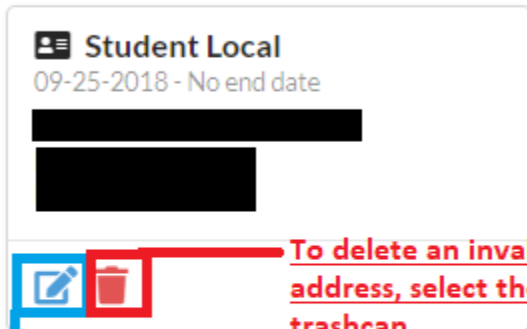 Student Local
09-25-2018 - No end date
To delete an inva
address, select the
trashcan